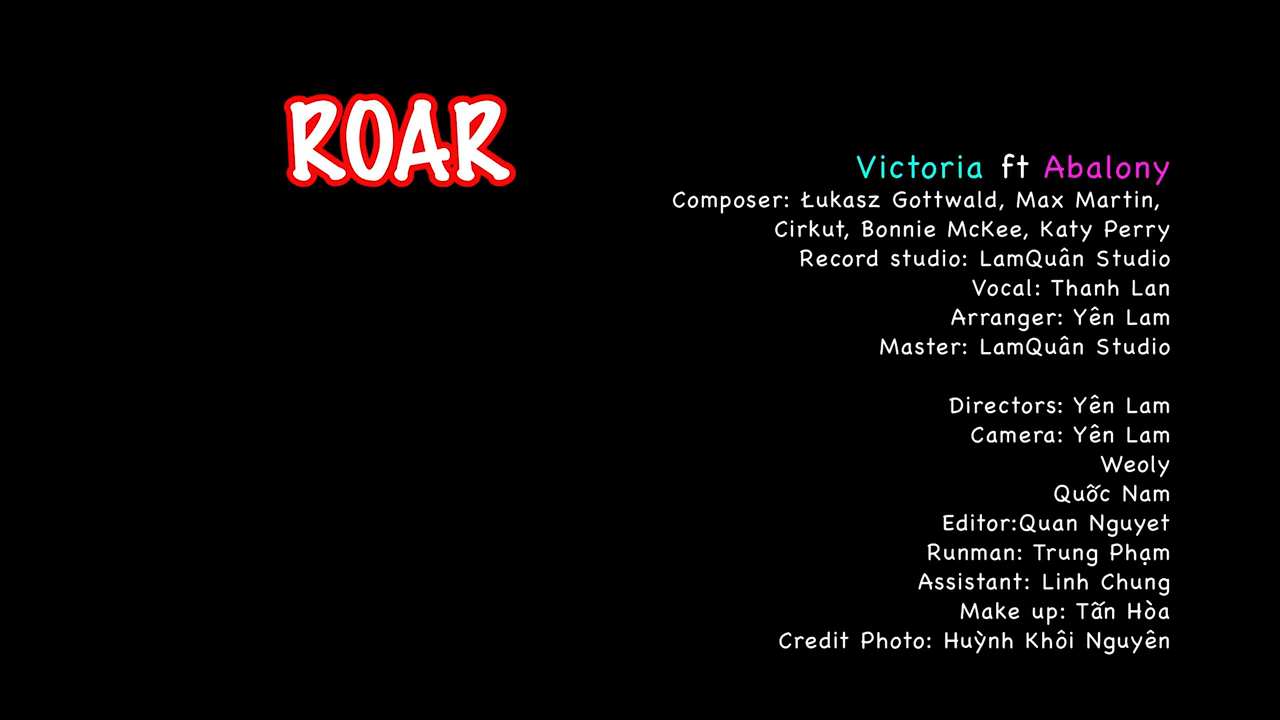 ROAR
Victoria ft Abalony
Composer: Łukasz Gottwald, Max Martin,
Cirkut, Bonnie McKee, Katy Perry
Record studio: LamQuân Studio
Vocal: Thanh Lan
Arranger: Yên Lam
Master: LamQuân Studio
Directors: Yên Lam
Camera: Yên Lam
Weoly
Quốc Nam
Editor:Quan Nguyet
Runman: Trung Phạm
Assistant: Linh Chung
Make up: Tấn Hòa
Credit Photo: Huỳnh Khôi Nguyên